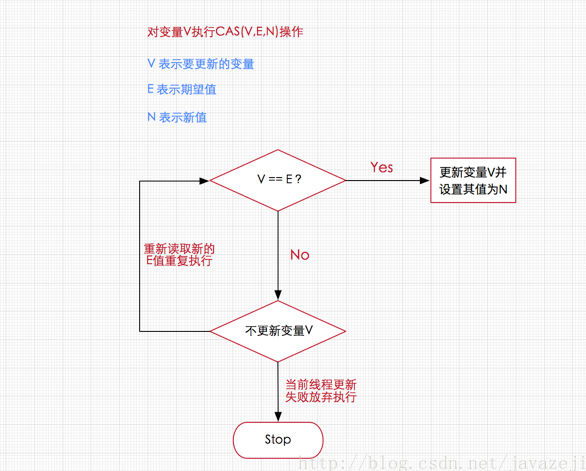 对变量V执行CAS(V,E,N)操作
V 表示要更新的变量
E 表示期望值
N 表示新值
V == E ?
Yes
更新变量V并
设置其值为N
重新读取新的
E值重复执行
No
不更新变量V
当前线程更新
失败放弃执行
Stop
http://blog.csdn.net/javazeji